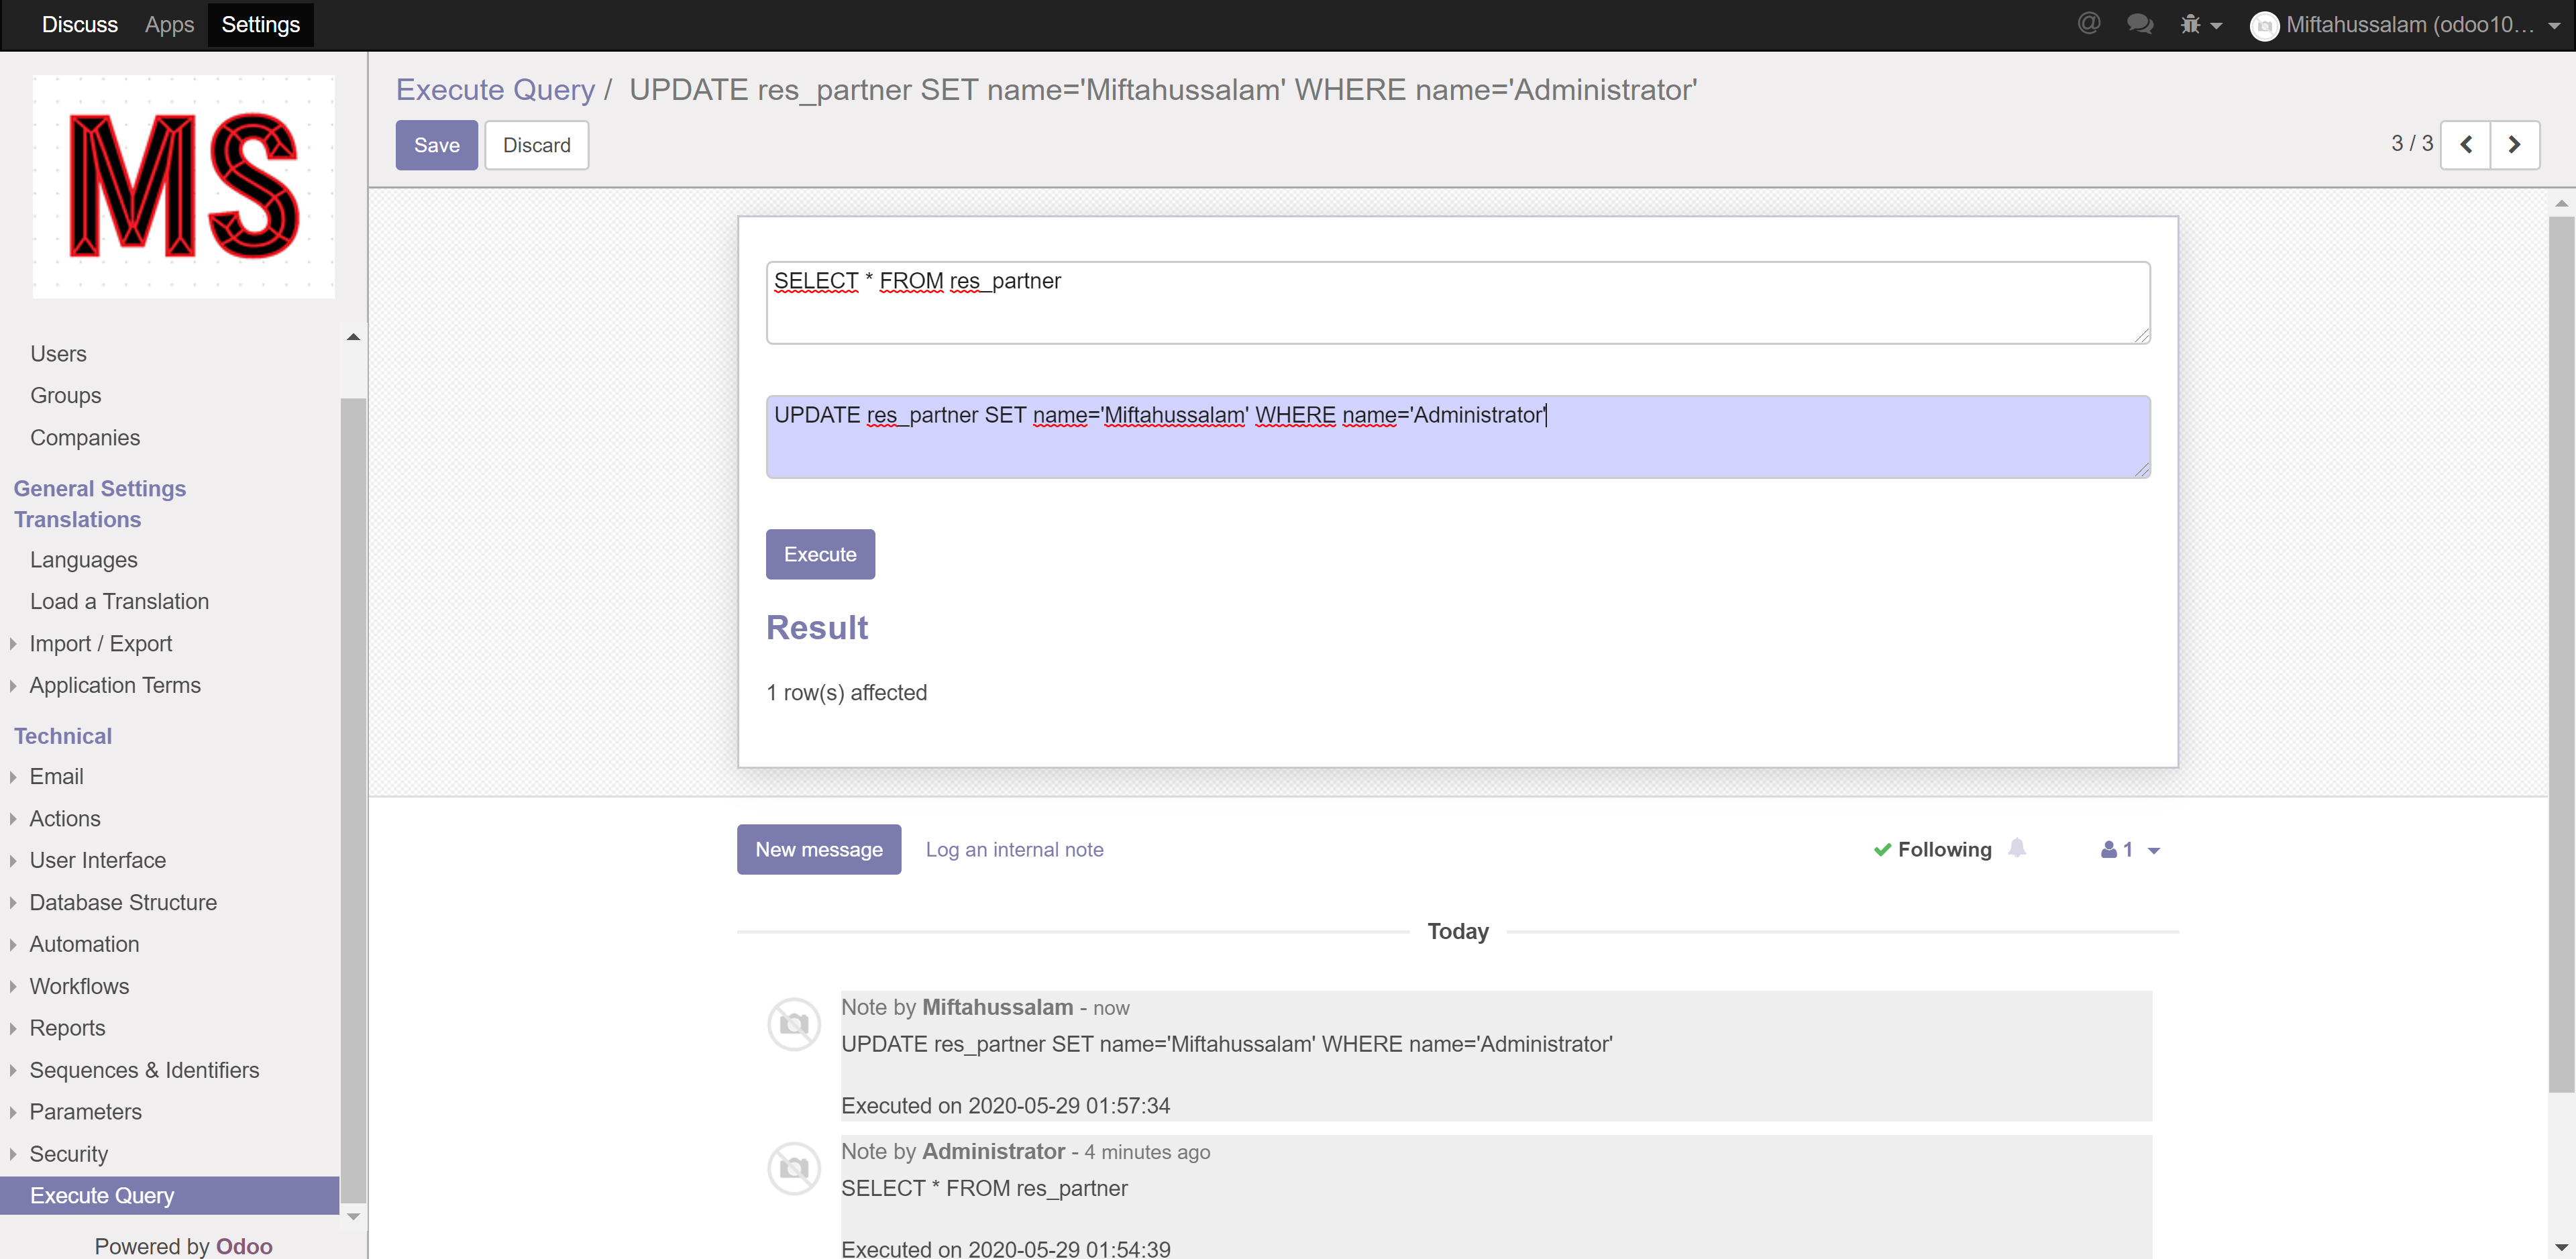 Discuss Apps Settings
@ Miftahussalam (odoo10...
MS
Execute Query / UPDATE res_partner SET name='Miftahussalam' WHERE name='Administrator'
Save Discard
3 / 3
Users
Groups
Companies
General Settings
Translations
Languages
Load a Translation
Import / Export
Application Terms
Technical
Email
Actions
User Interface
Database Structure
Automation
Workflows
Reports
Sequences & Identifiers
Parameters
Security
Execute Query
Powered by Odoo
SELECT * FROM res_partner
UPDATE res_partner SET name='Miftahussalam' WHERE name='Administrator'
Execute
Result
1 row(s) affected
New message Log an internal note
Following 1
Today
Note by Miftahussalam - now
UPDATE res_partner SET name='Miftahussalam' WHERE name='Administrator'
Executed on 2020-05-29 01:57:34
Note by Administrator - 4 minutes ago
SELECT * FROM res_partner
Executed on 2020-05-29 01:54:39